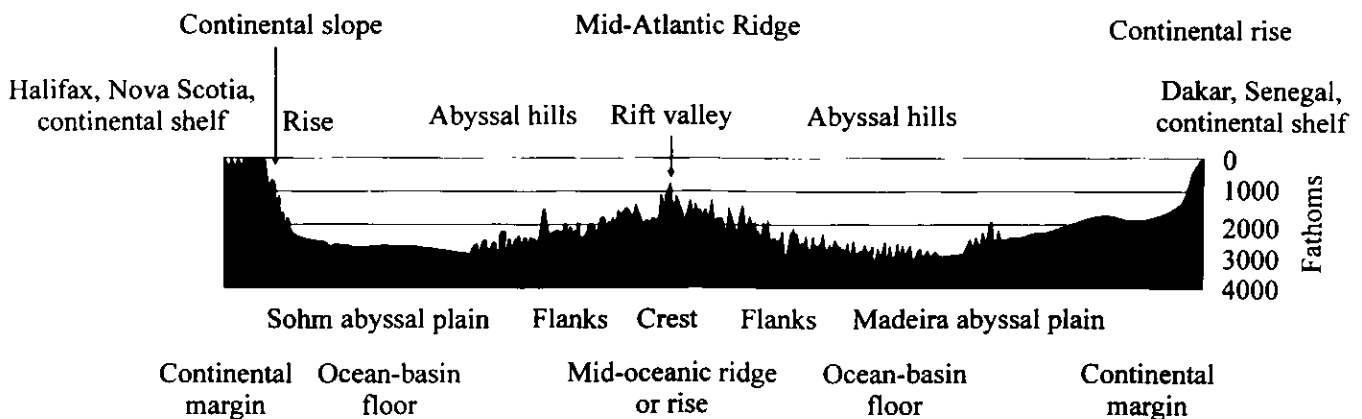 Continental slope
Mid-Atlantic Ridge
Continental rise
Halifax, Nova Scotia,
continental shelf
Rise
Abyssal hills
Rift valley
Abyssal hills
Dakar, Senegal,
continental shelf
0
1000
2000
3000
4000
Fathoms
Sohm abyssal plain
Flanks
Crest
Flanks
Madeira abyssal plain
Continental
margin
Ocean-basin
floor
Mid-oceanic ridge
or rise
Ocean-basin
floor
Continental
margin